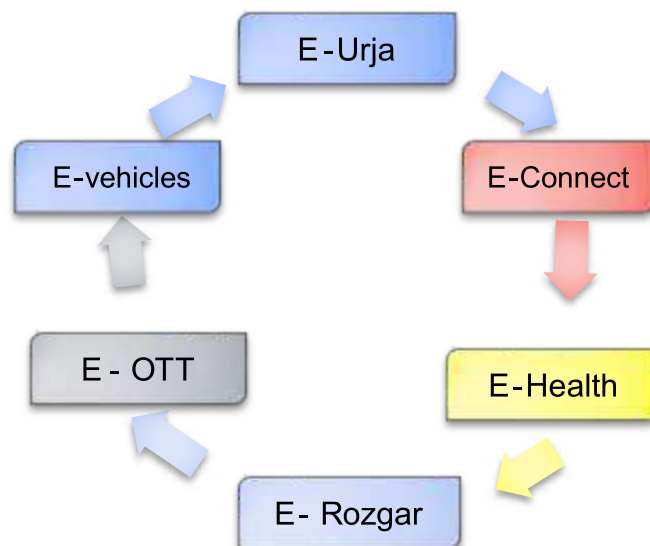 E-Urja
E-vehicles
E-Connect
E - OTT
E-Health
E- Rozgar